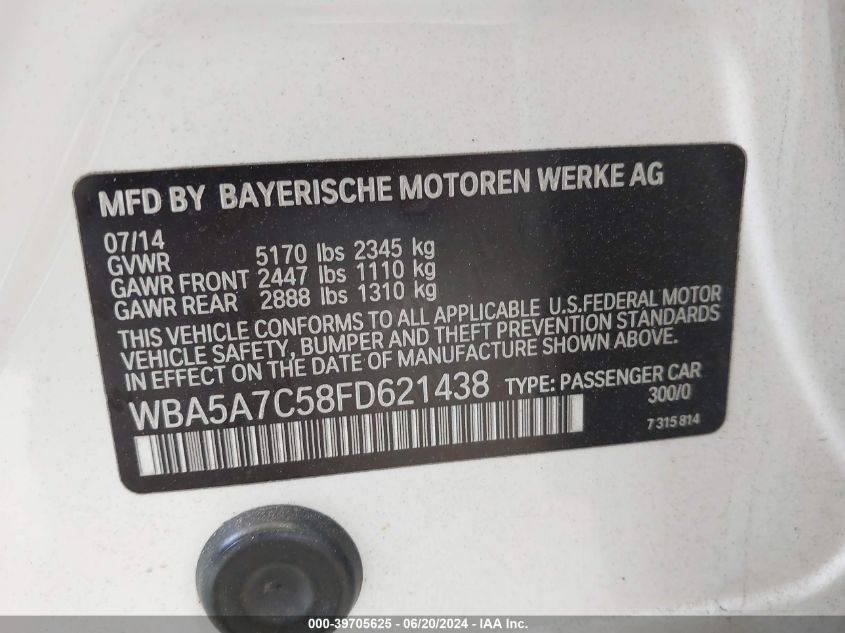 MFD BY BAYERISCHE MOTOREN WERKE AG
07/14
GVWR 5170 lbs 2345 kg
GAWR FRONT 2447 lbs 1110 kg
GAWR REAR 2888 lbs 1310 kg
THIS VEHICLE CONFORMS TO ALL APPLICABLE U.S.FEDERAL MOTOR
VEHICLE SAFETY, BUMPER AND THEFT PREVENTION STANDARDS
IN EFFECT ON THE DATE OF MANUFACTURE SHOWN ABOVE.
WBA5A7C58FD621438 TYPE: PASSENGER CAR
300/0
7 315 814
000-39705625 - 06/20/2024 - IAA Inc.